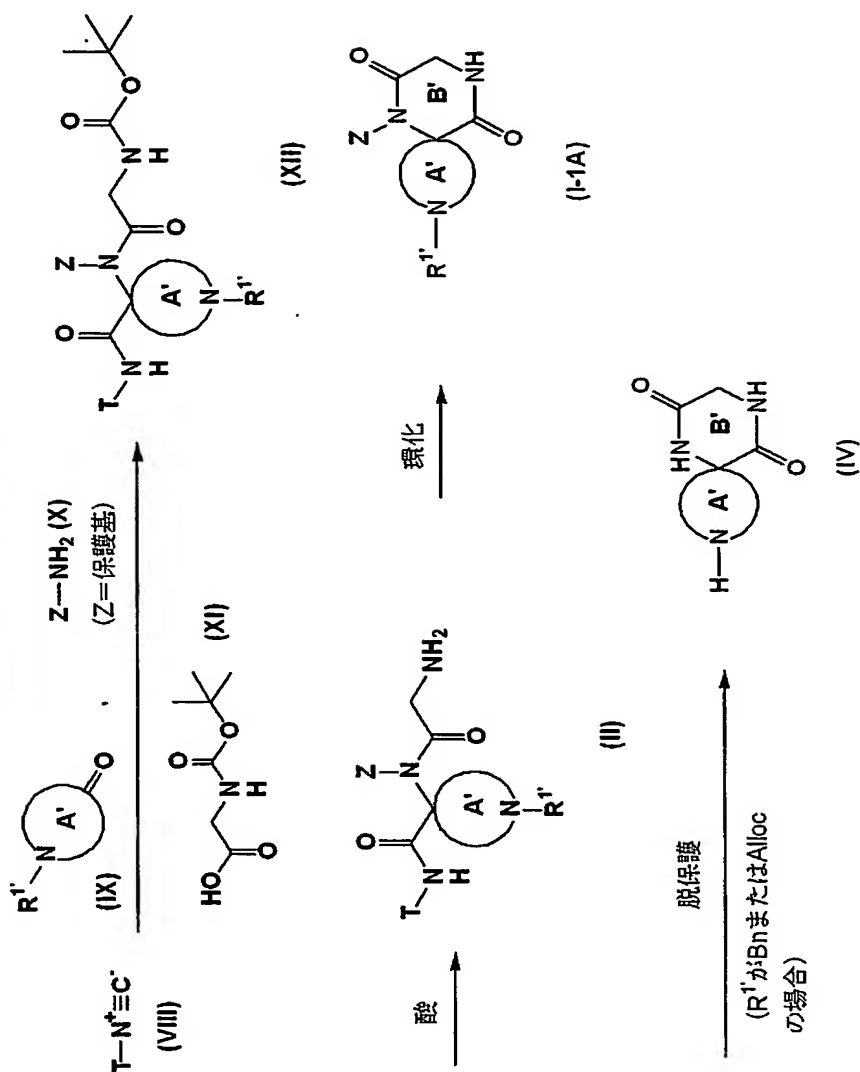 T—N⁺≡C⁻
(VIII)
R¹'
N
A'
O
(IX)
Z—NH₂ (X)
(Z=保護基)
HO
O
N
H
O
O
(XI)
T
N
H
O
Z
N
A'
N
R¹'
O
N
H
O
O
(XII)
酸
T
N
H
O
Z
N
A'
N
R¹'
O
NH₂
(III)
環化
R¹'
N
A'
Z
N
O
B'
NH
O
(I-1A)
脱保護
(R¹'がBnまたはAlloc
の場合)
H
N
A'
HN
O
B'
NH
O
(IV)